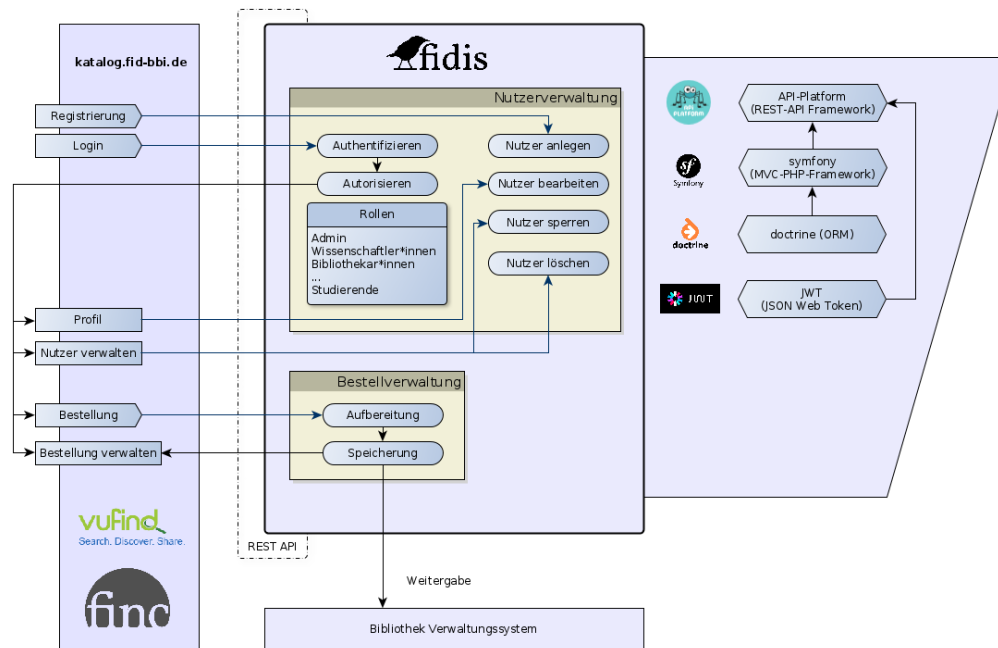 katalog.fid-bbi.de
Registrierung
Login
Profil
Nutzer verwalten
Bestellung
Bestellung verwalten
vufind
Search. Discover. Share.
finc
REST API
fidis
Nutzerverwaltung
Authentifizieren
Autorisieren
Rollen
Admin
Wissenschaftler*innen
Bibliothekar*innen
...
Studierende
Nutzer anlegen
Nutzer bearbeiten
Nutzer sperren
Nutzer löschen
Bestellverwaltung
Aufbereitung
Speicherung
Weitergabe
Bibliothek Verwaltungssystem
API
PLATFORM
API-Platform
(REST-API Framework)
sf
Symfony
symfony
(MVC-PHP-Framework)
doctrine
doctrine (ORM)
JWT
JWT
(JSON Web Token)